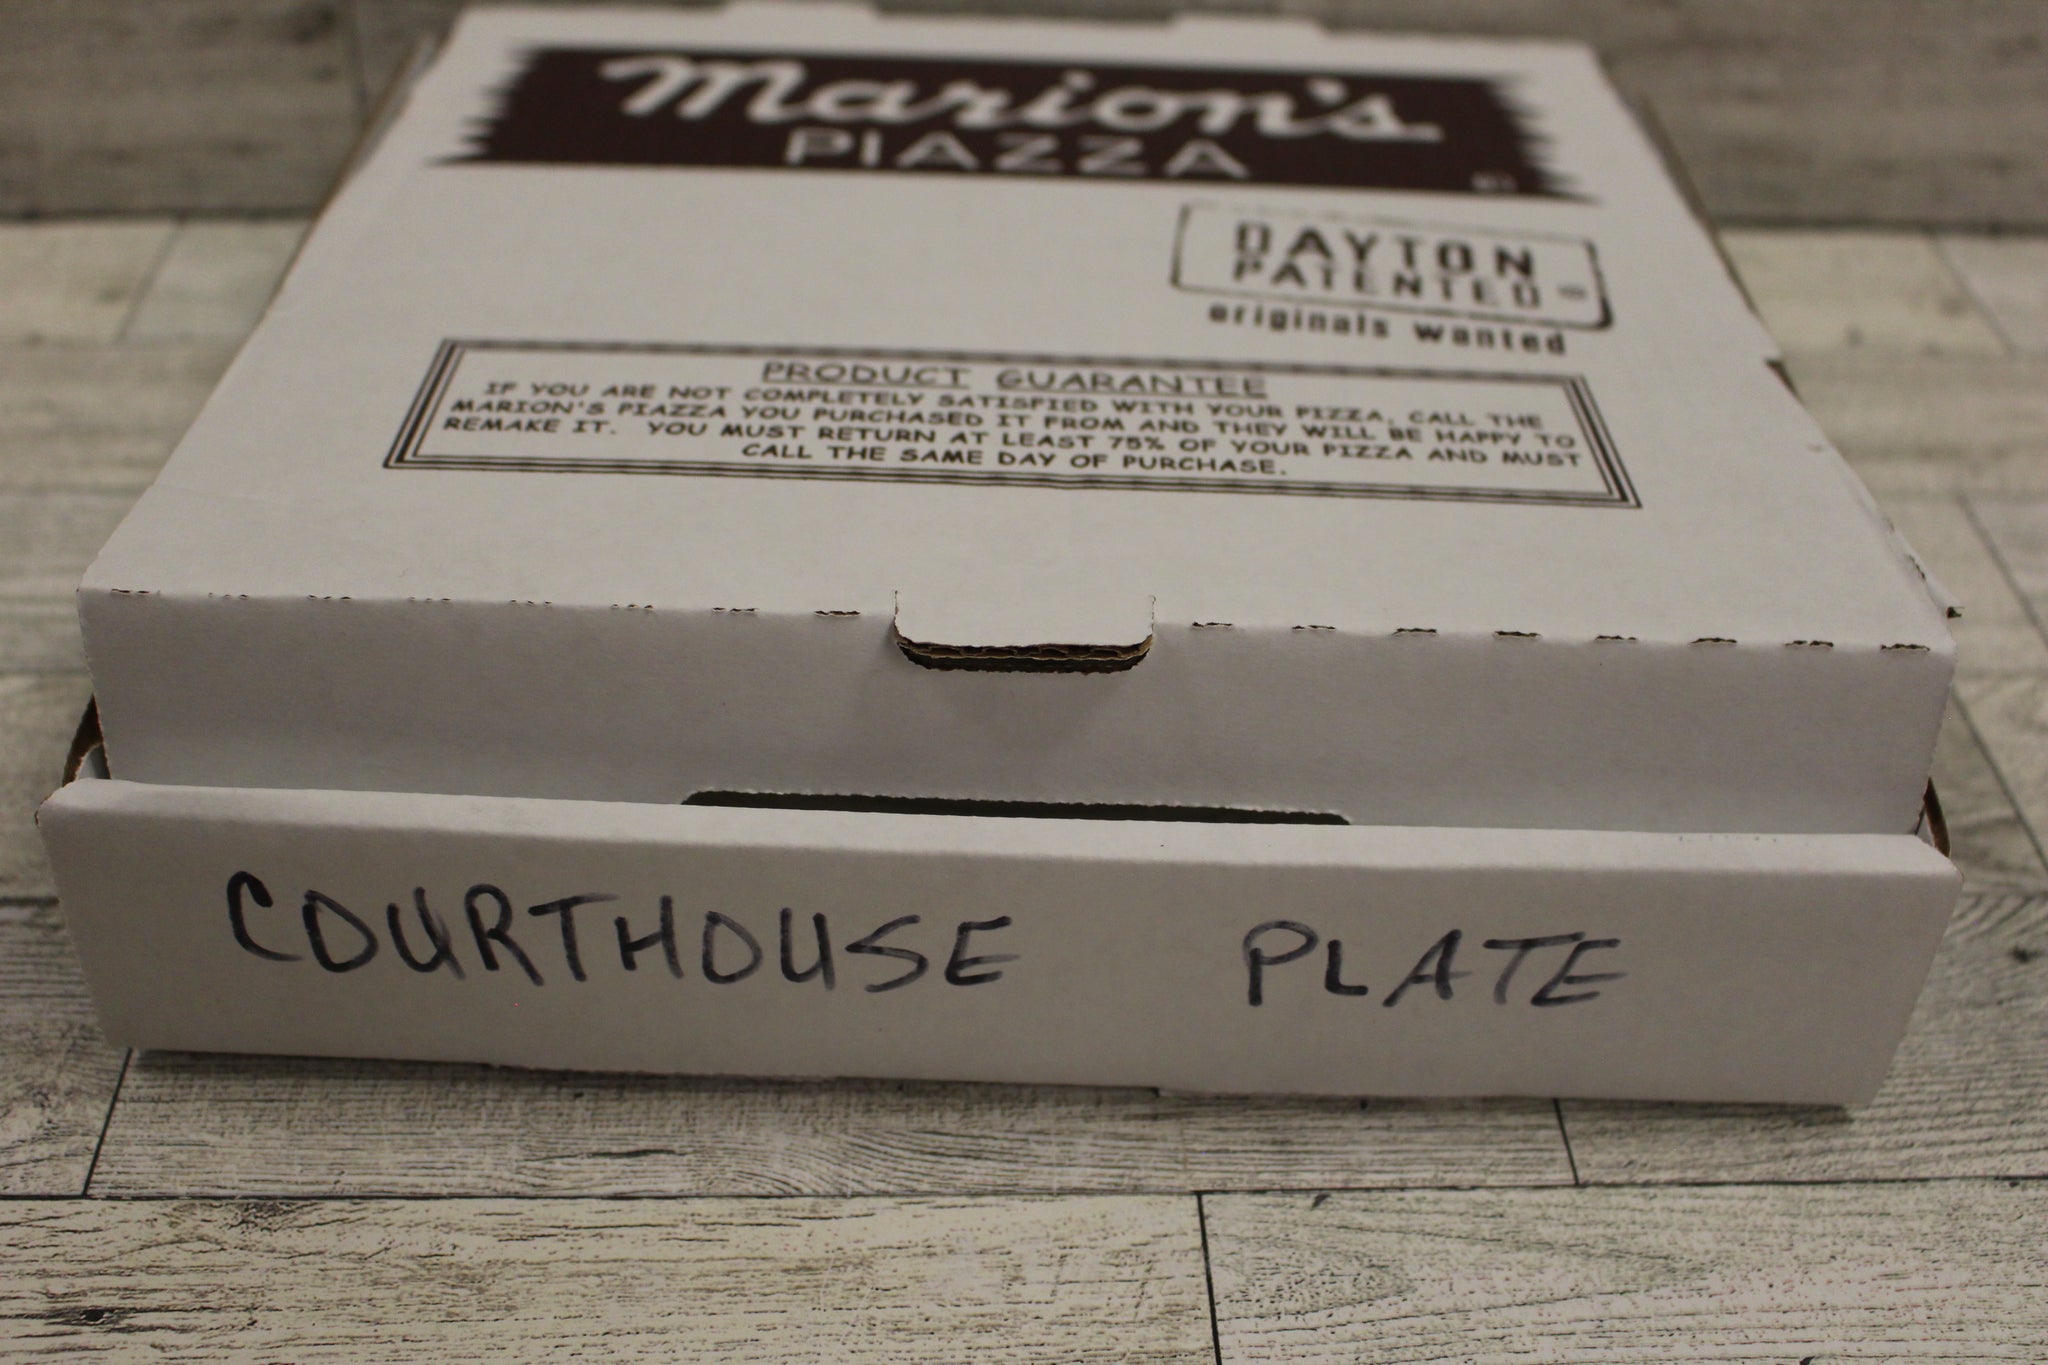 Marion's
PIAZZA
DAYTON
PATENTED
originals wanted
PRODUCT GUARANTEE
IF YOU ARE NOT COMPLETELY SATISFIED WITH YOUR PIZZA, CALL THE
MARION'S PIAZZA YOU PURCHASED IT FROM AND THEY WILL BE HAPPY TO
REMAKE IT. YOU MUST RETURN AT LEAST 75% OF YOUR PIZZA AND MUST
CALL THE SAME DAY OF PURCHASE.
COURTHOUSE PLATE